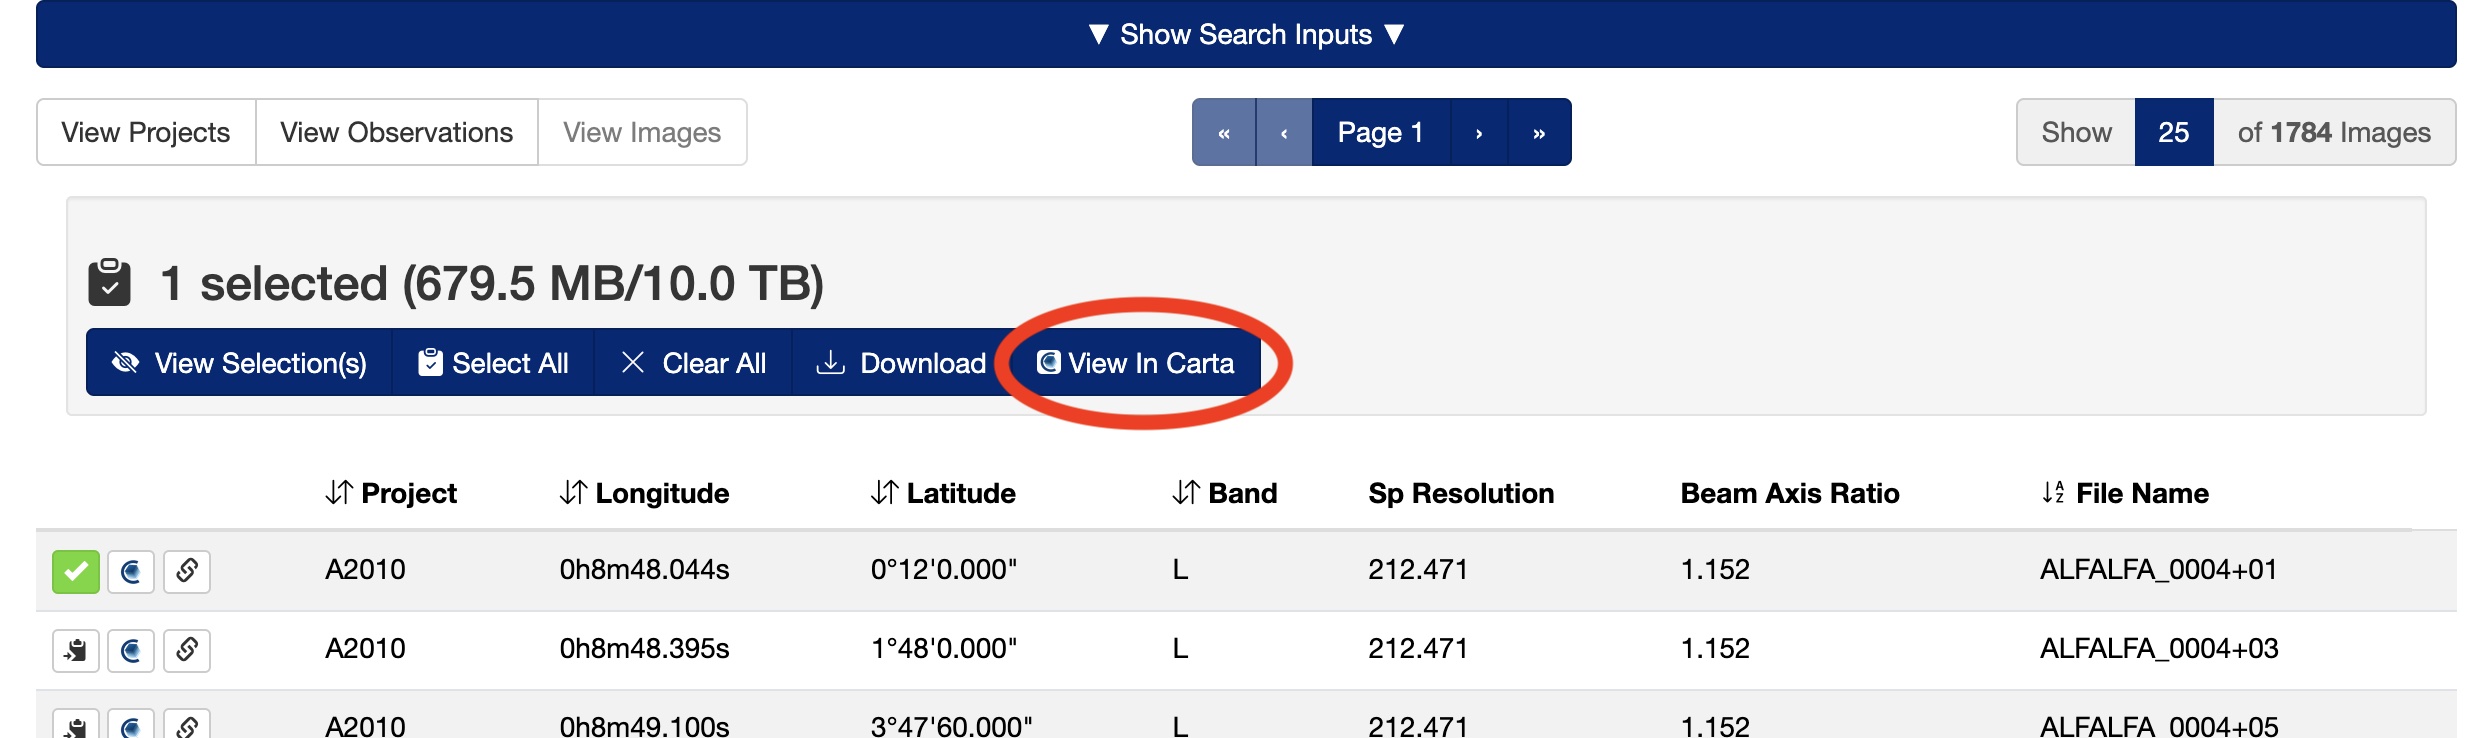 ▼ Show Search Inputs ▼
View Projects View Observations View Images « ‹ Page 1 › » Show 25 of 1784 Images
1 selected (679.5 MB/10.0 TB)
View Selection(s) Select All Clear All Download View In Carta
Project Longitude Latitude Band Sp Resolution Beam Axis Ratio File Name
A2010 0h8m48.044s 0°12'0.000" L 212.471 1.152 ALFALFA_0004+01
A2010 0h8m48.395s 1°48'0.000" L 212.471 1.152 ALFALFA_0004+03
A2010 0h8m49.100s 3°47'60.000" L 212.471 1.152 ALFALFA_0004+05